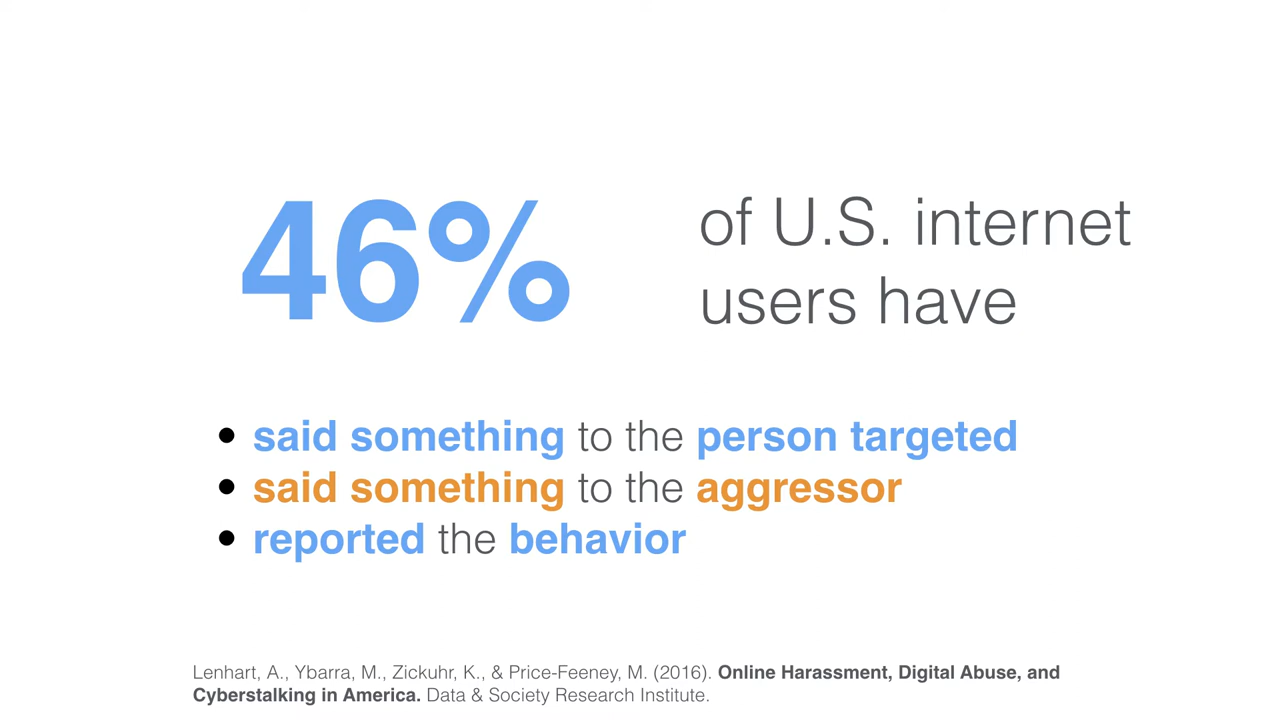 46%
of U.S. internet
users have
• said something to the person targeted
• said something to the aggressor
• reported the behavior
Lenhart, A., Ybarra, M., Zickuhr, K., & Price-Feeney, M. (2016). Online Harassment, Digital Abuse, and
Cyberstalking in America. Data & Society Research Institute.